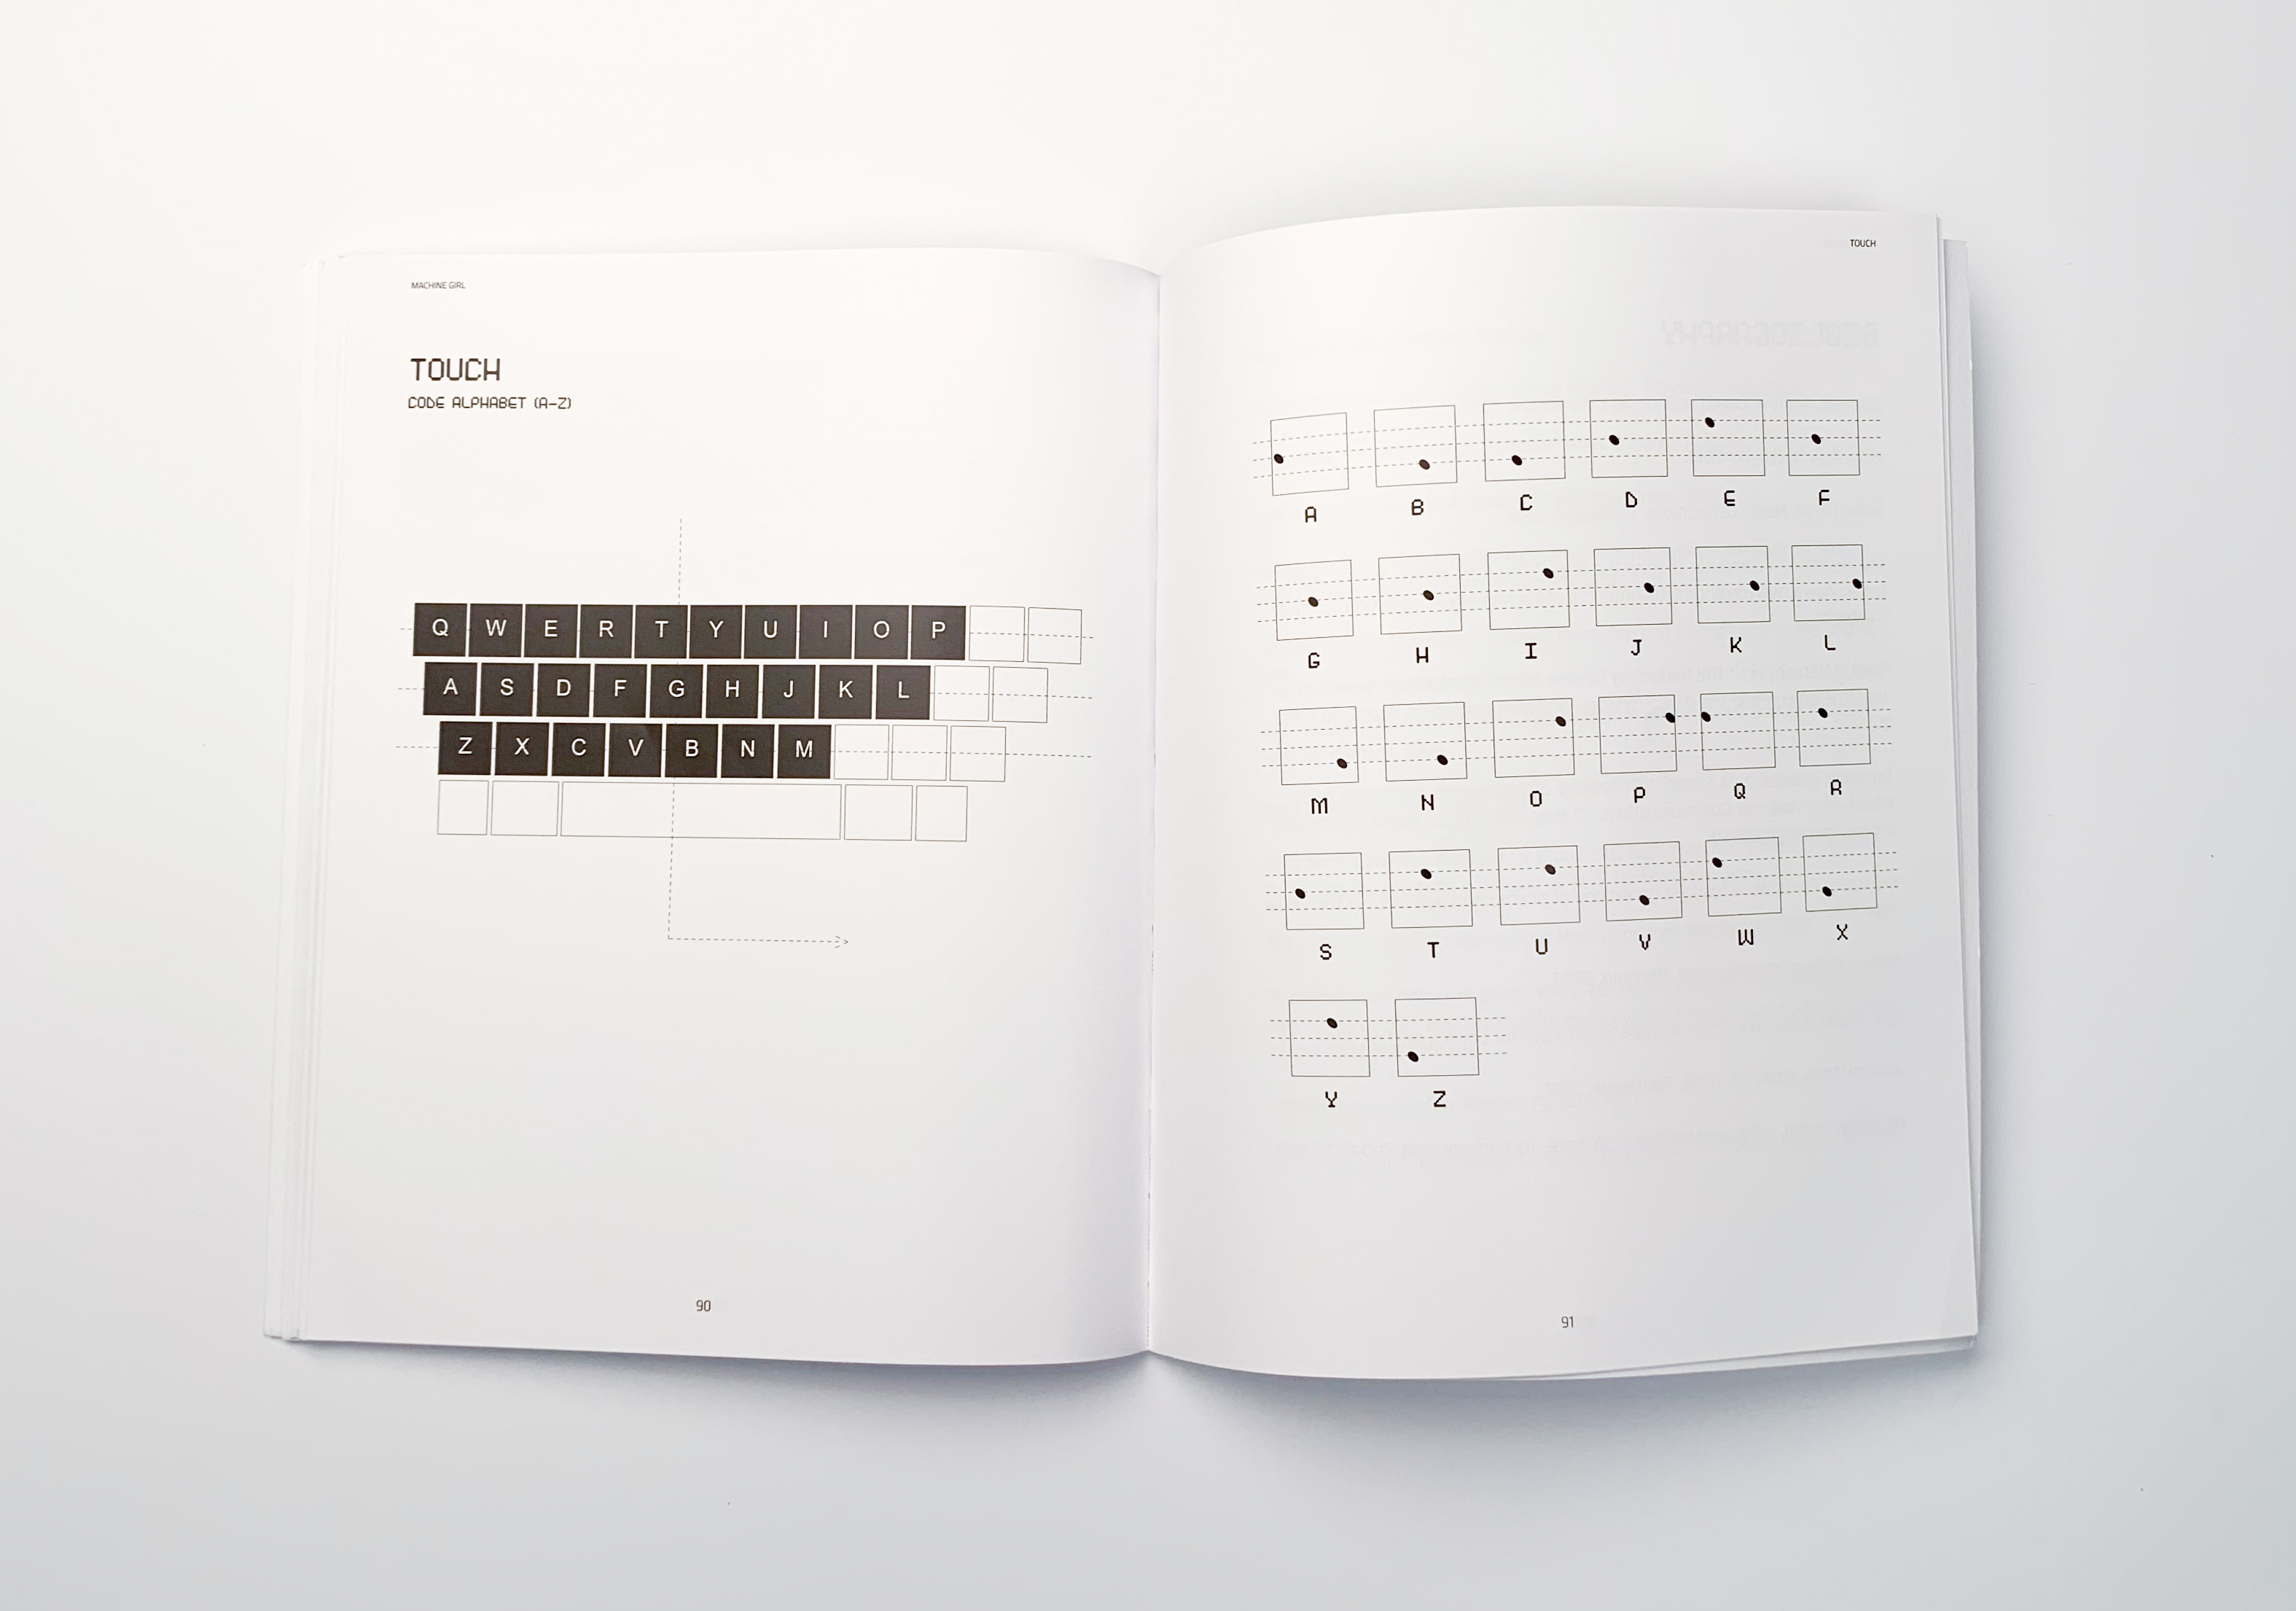 MACHINE GIRL
TOUCH
CODE ALPHABET (A-Z)
Q W E R T Y U I O P
A S D F G H J K L
Z X C V B N M
90
TOUCH
A B C D E F
G H I J K L
M N O P Q R
S T U V W X
Y Z
91